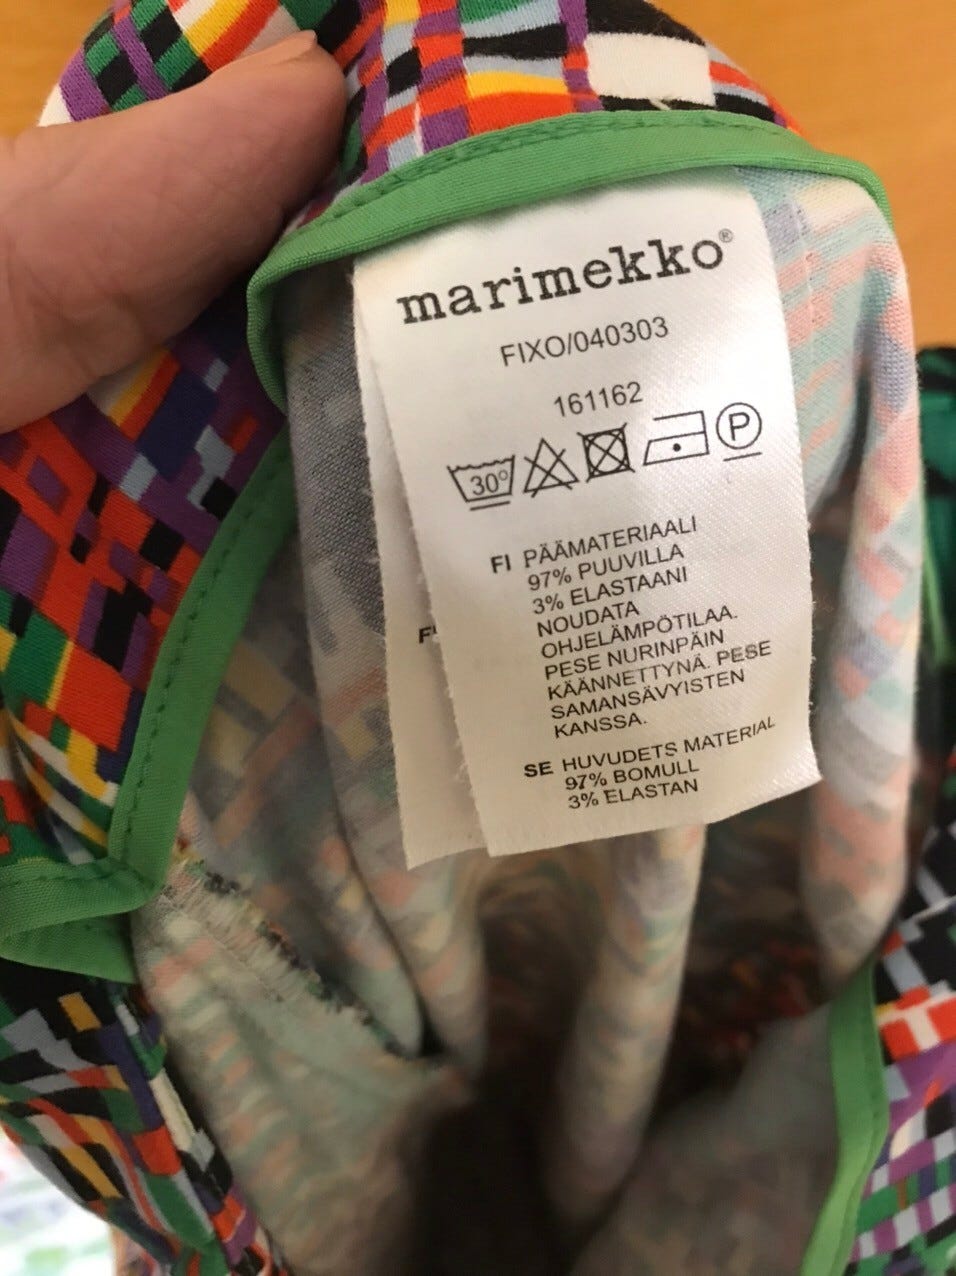 marimekko®
FIXO/040303
161162
30° P
FI PÄÄMATERIAALI
97% PUUVILLA
3% ELASTAANI
NOUDATA
OHJELÄMPÖTILAA.
PESE NURINPÄIN
KÄÄNNETTYNÄ. PESE
SAMANSÄVYISTEN
KANSSA.
SE HUVUDETS MATERIAL
97% BOMULL
3% ELASTAN